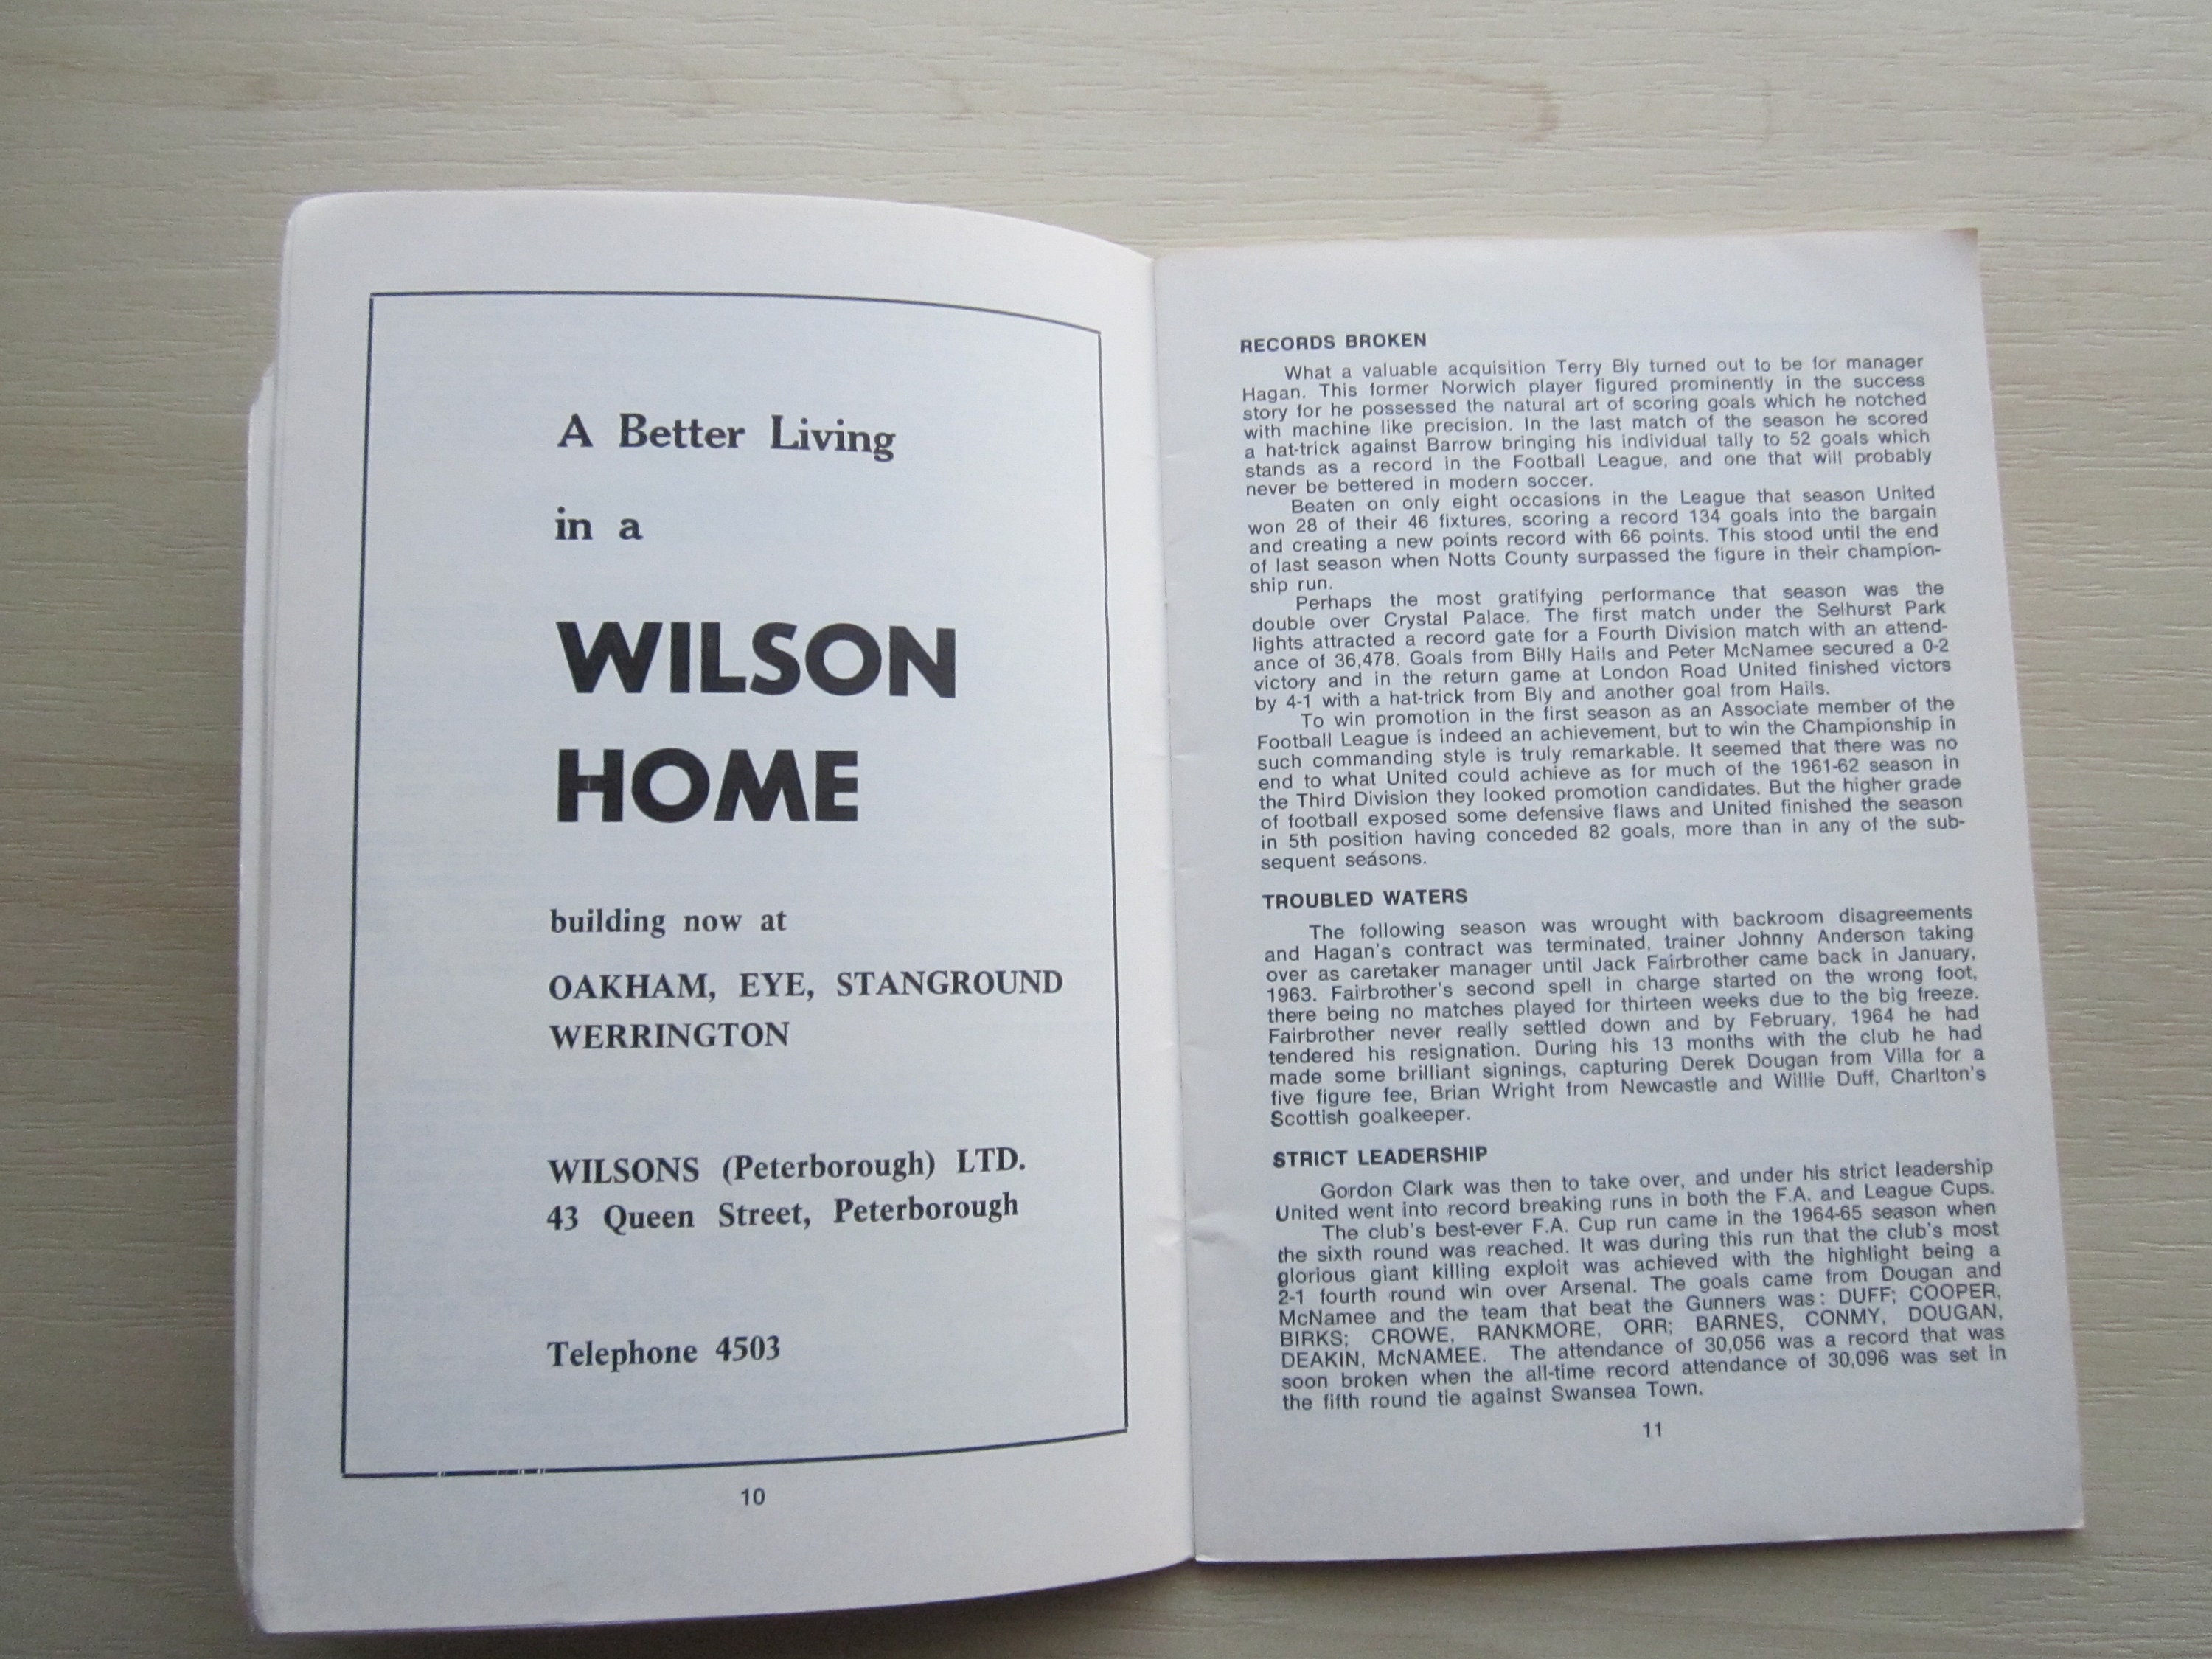 A Better Living
in a
WILSON
HOME
building now at
OAKHAM, EYE, STANGROUND
WERRINGTON
WILSONS (Peterborough) LTD.
43 Queen Street, Peterborough
Telephone 4503
10
RECORDS BROKEN
What a valuable acquisition Terry Bly turned out to be for manager
Hagan. This former Norwich player figured prominently in the success
story for he possessed the natural art of scoring goals which he notched
with machine like precision. In the last match of the season he scored
a hat-trick against Barrow bringing his individual tally to 52 goals which
stands as a record in the Football League, and one that will probably
never be bettered in modern soccer.
Beaten on only eight occasions in the League that season United
won 28 of their 46 fixtures, scoring a record 134 goals into the bargain
and creating a new points record with 66 points. This stood until the end
of last season when Notts County surpassed the figure in their champion-
ship run.
Perhaps the most gratifying performance that season was the
double over Crystal Palace. The first match under the Selhurst Park
lights attracted a record gate for a Fourth Division match with an attend-
ance of 36,478. Goals from Billy Hails and Peter McNamee secured a 0-2
victory and in the return game at London Road United finished victors
by 4-1 with a hat-trick from Bly and another goal from Hails.
To win promotion in the first season as an Associate member of the
Football League is indeed an achievement, but to win the Championship in
such commanding style is truly remarkable. It seemed that there was no
end to what United could achieve as for much of the 1961-62 season in
the Third Division they looked promotion candidates. But the higher grade
of football exposed some defensive flaws and United finished the season
in 5th position having conceded 82 goals, more than in any of the sub-
sequent seásons.
TROUBLED WATERS
The following season was wrought with backroom disagreements
and Hagan's contract was terminated, trainer Johnny Anderson taking
over as caretaker manager until Jack Fairbrother came back in January,
1963. Fairbrother's second spell in charge started on the wrong foot,
there being no matches played for thirteen weeks due to the big freeze.
Fairbrother never really settled down and by February, 1964 he had
tendered his resignation. During his 13 months with the club he had
made some brilliant signings, capturing Derek Dougan from Villa for a
five figure fee, Brian Wright from Newcastle and Willie Duff, Charlton's
Scottish goalkeeper.
STRICT LEADERSHIP
Gordon Clark was then to take over, and under his strict leadership
United went into record breaking runs in both the F.A. and League Cups.
The club's best-ever F.A. Cup run came in the 1964-65 season when
the sixth round was reached. It was during this run that the club's most
glorious giant killing exploit was achieved with the highlight being a
2-1 fourth round win over Arsenal. The goals came from Dougan and
McNamee and the team that beat the Gunners was: DUFF; COOPER,
BIRKS; CROWE, RANKMORE, ORR; BARNES, CONMY, DOUGAN,
DEAKIN, McNAMEE. The attendance of 30,056 was a record that was
soon broken when the all-time record attendance of 30,096 was set in
the fifth round tie against Swansea Town.
11